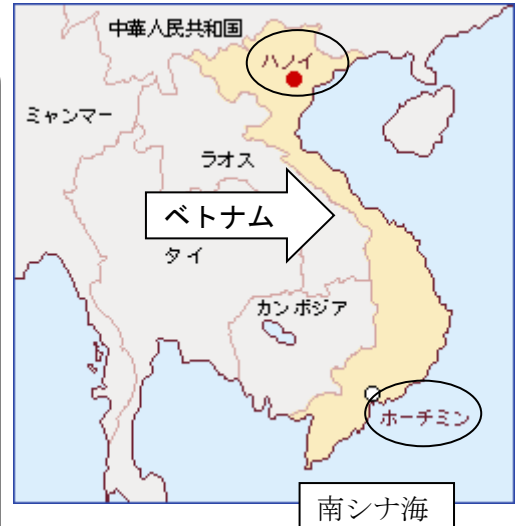 中華人民共和国
ハノイ
ミャンマー
ラオス
ベトナム
タイ
カンボジア
ホーチミン
南シナ海